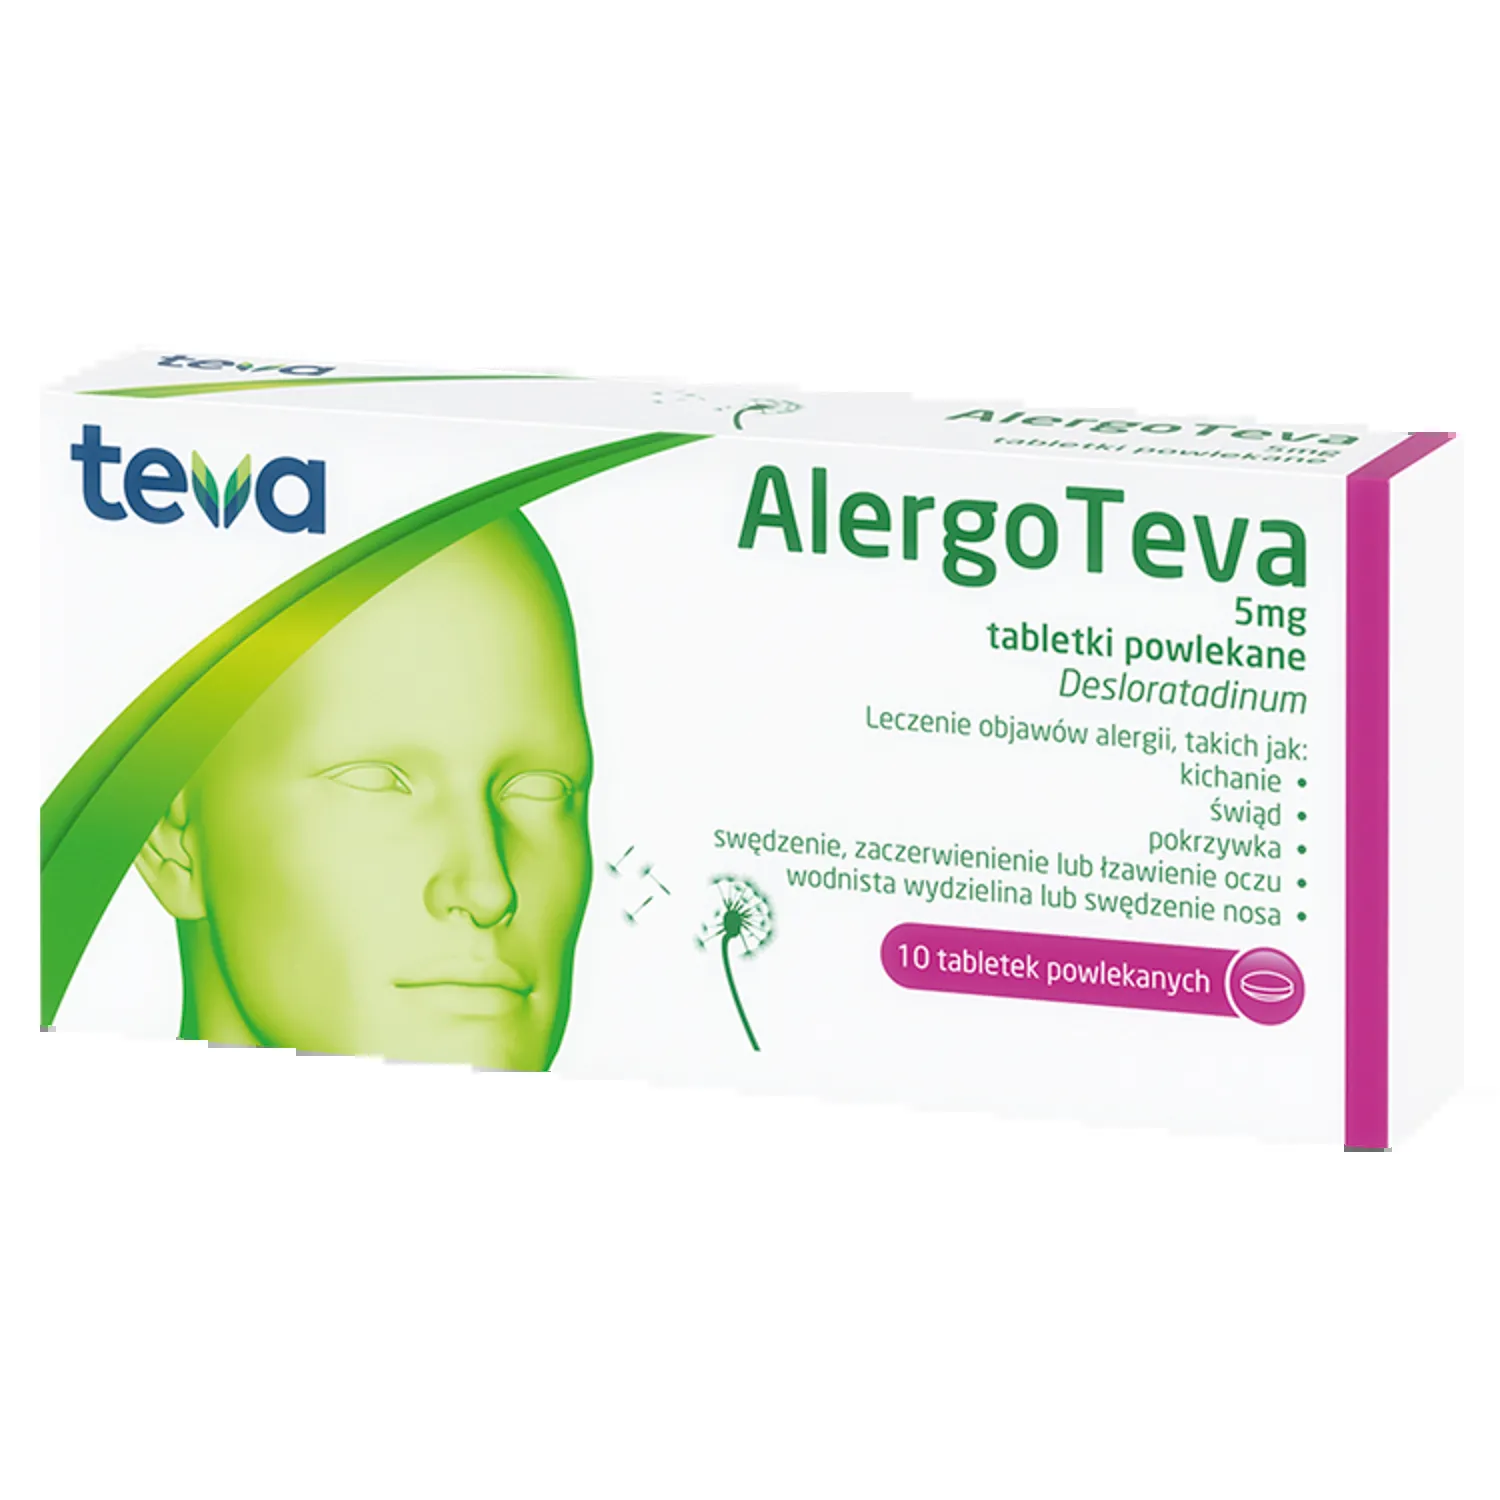 teva
AlergoTeva
5mg
tabletki powlekane
teva
AlergoTeva
5mg
tabletki powlekane
Desloratadinum
Leczenie objawów alergii, takich jak:
kichanie •
świąd •
pokrzywka •
swędzenie, zaczerwienienie lub łzawienie oczu •
wodnista wydzielina lub swędzenie nosa •
10 tabletek powlekanych